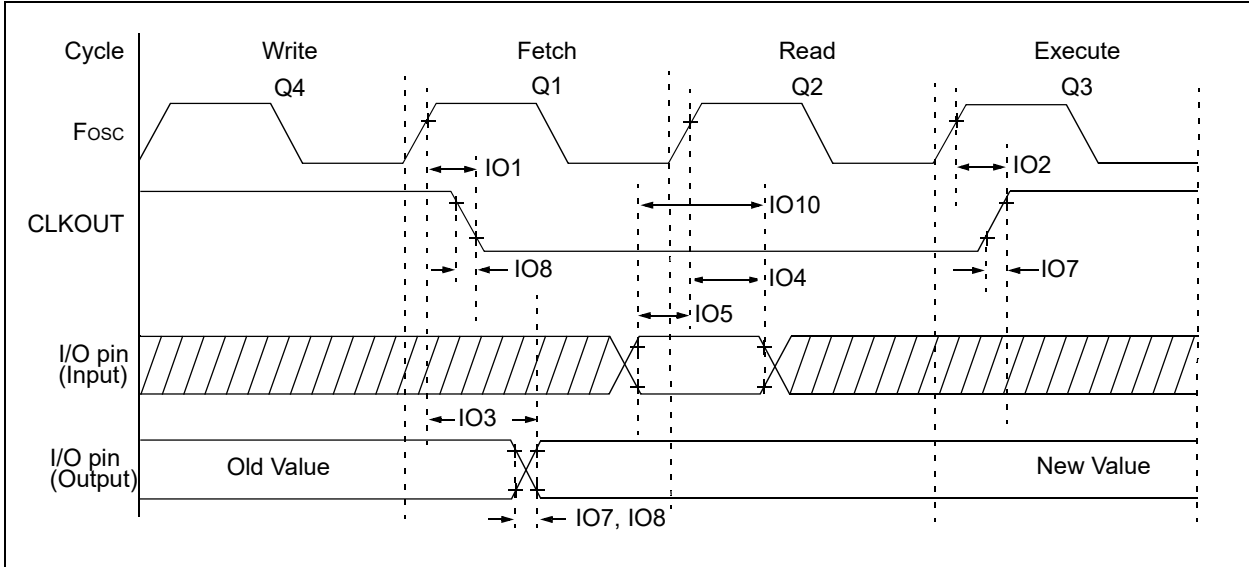 Cycle Write Fetch Read Execute
Q4 Q1 Q2 Q3
Fosc
IO1 IO2
CLKOUT IO10
IO8 IO4 IO7
IO5
I/O pin
(Input)
IO3
I/O pin
(Output) Old Value New Value
IO7, IO8